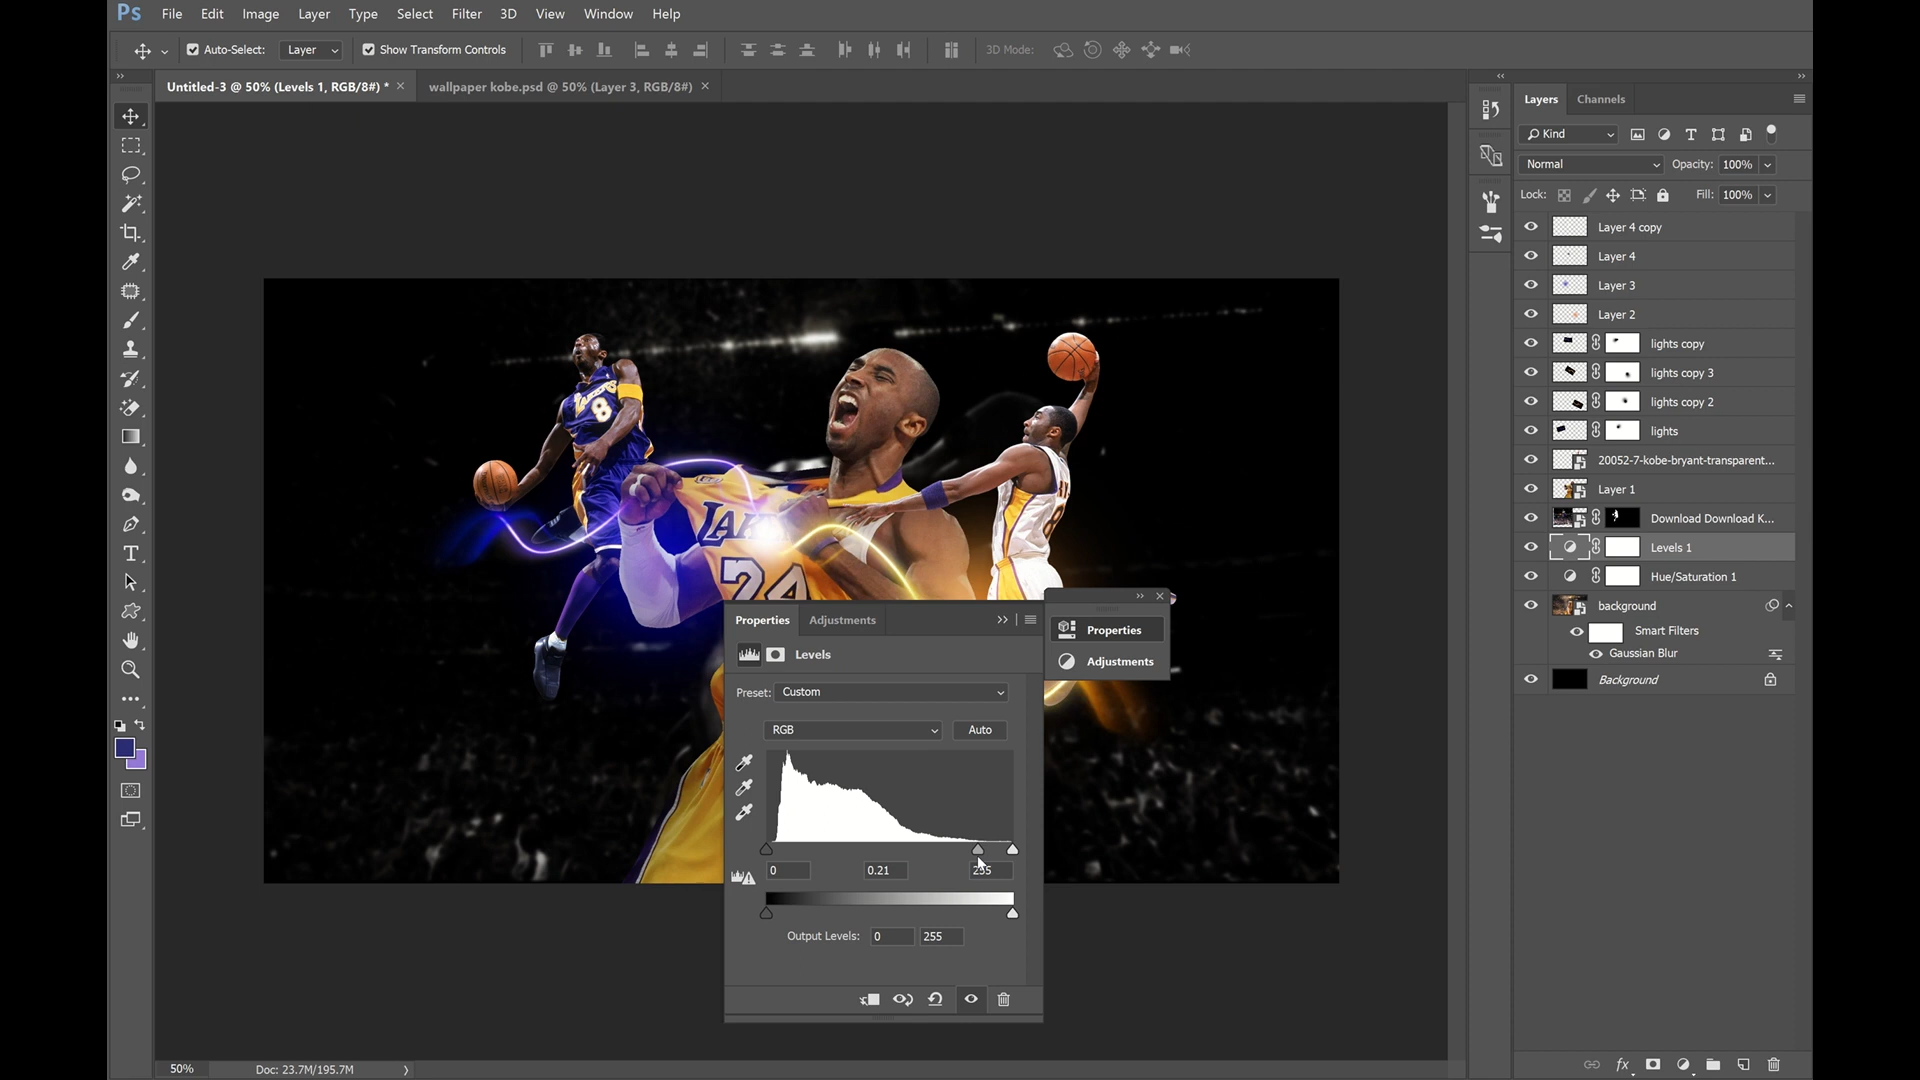 Ps File Edit Image Layer Type Select Filter 3D View Window Help
Auto-Select: Layer Show Transform Controls 3D Mode:
Untitled-3 @ 50% (Levels 1, RGB/8#) * × wallpaper kobe.psd @ 50% (Layer 3, RGB/8#) ×
Layers Channels
Kind
Normal Opacity: 100%
Lock: Fill: 100%
Layer 4 copy
Layer 4
Layer 3
Layer 2
lights copy
lights copy 3
lights copy 2
lights
20052-7-kobe-bryant-transparent...
Layer 1
Download Download K...
Levels 1
Hue/Saturation 1
background
Smart Filters
Gaussian Blur
Background
LAKERS
8
24
Properties Adjustments
Levels
Preset: Custom
RGB Auto
0 0.21 255
Output Levels: 0 255
Properties
Adjustments
50% Doc: 23.7M/195.7M
fx